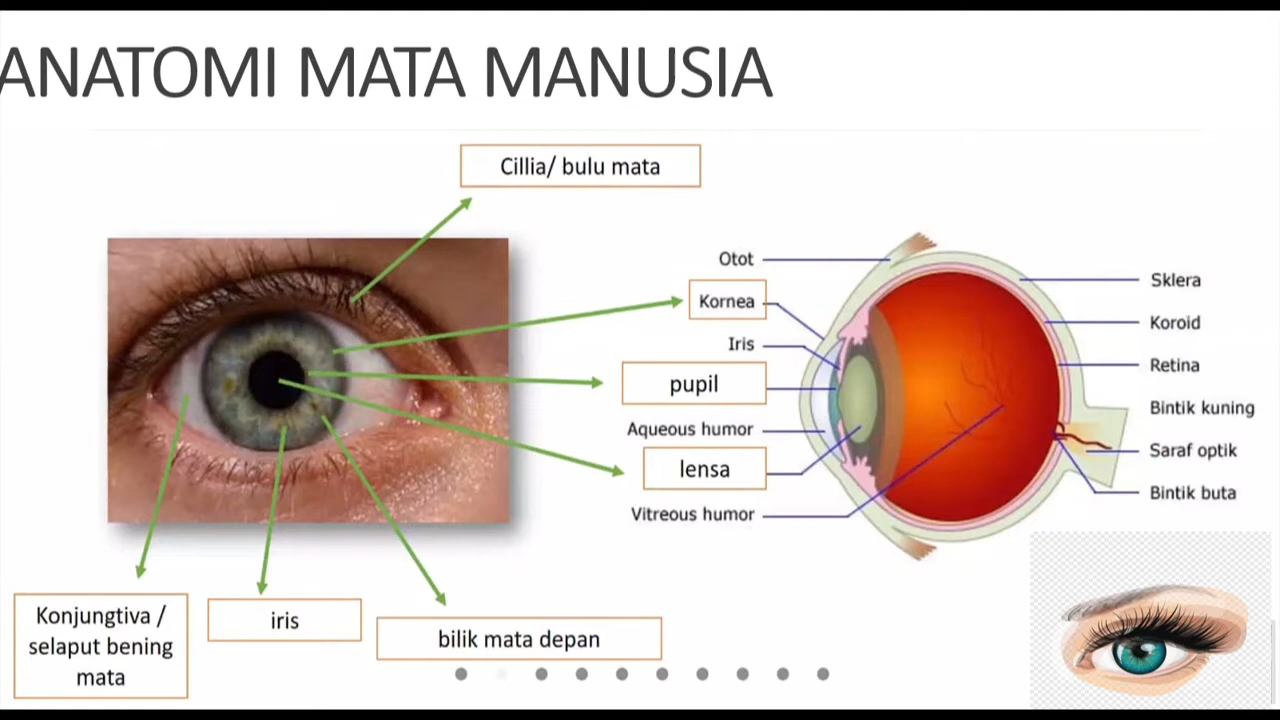 ANATOMI MATA MANUSIA
Cillia/ bulu mata
Otot
Kornea
Iris
pupil
Aqueous humor
lensa
Vitreous humor
Sklera
Koroid
Retina
Bintik kuning
Saraf optik
Bintik buta
Konjungtiva /
selaput bening
mata
iris
bilik mata depan